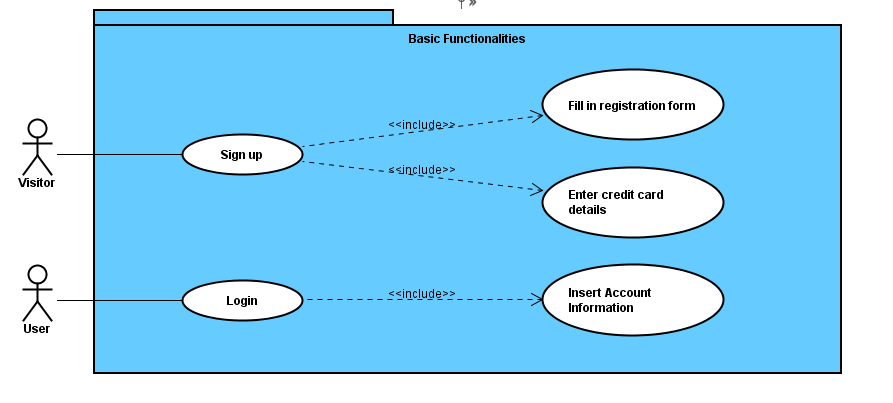 »
Basic Functionalities
Fill in registration form
<<include>>
Sign up
<<include>>
Visitor
Enter credit card
details
<<include>>
Insert Account
Information
Login
User